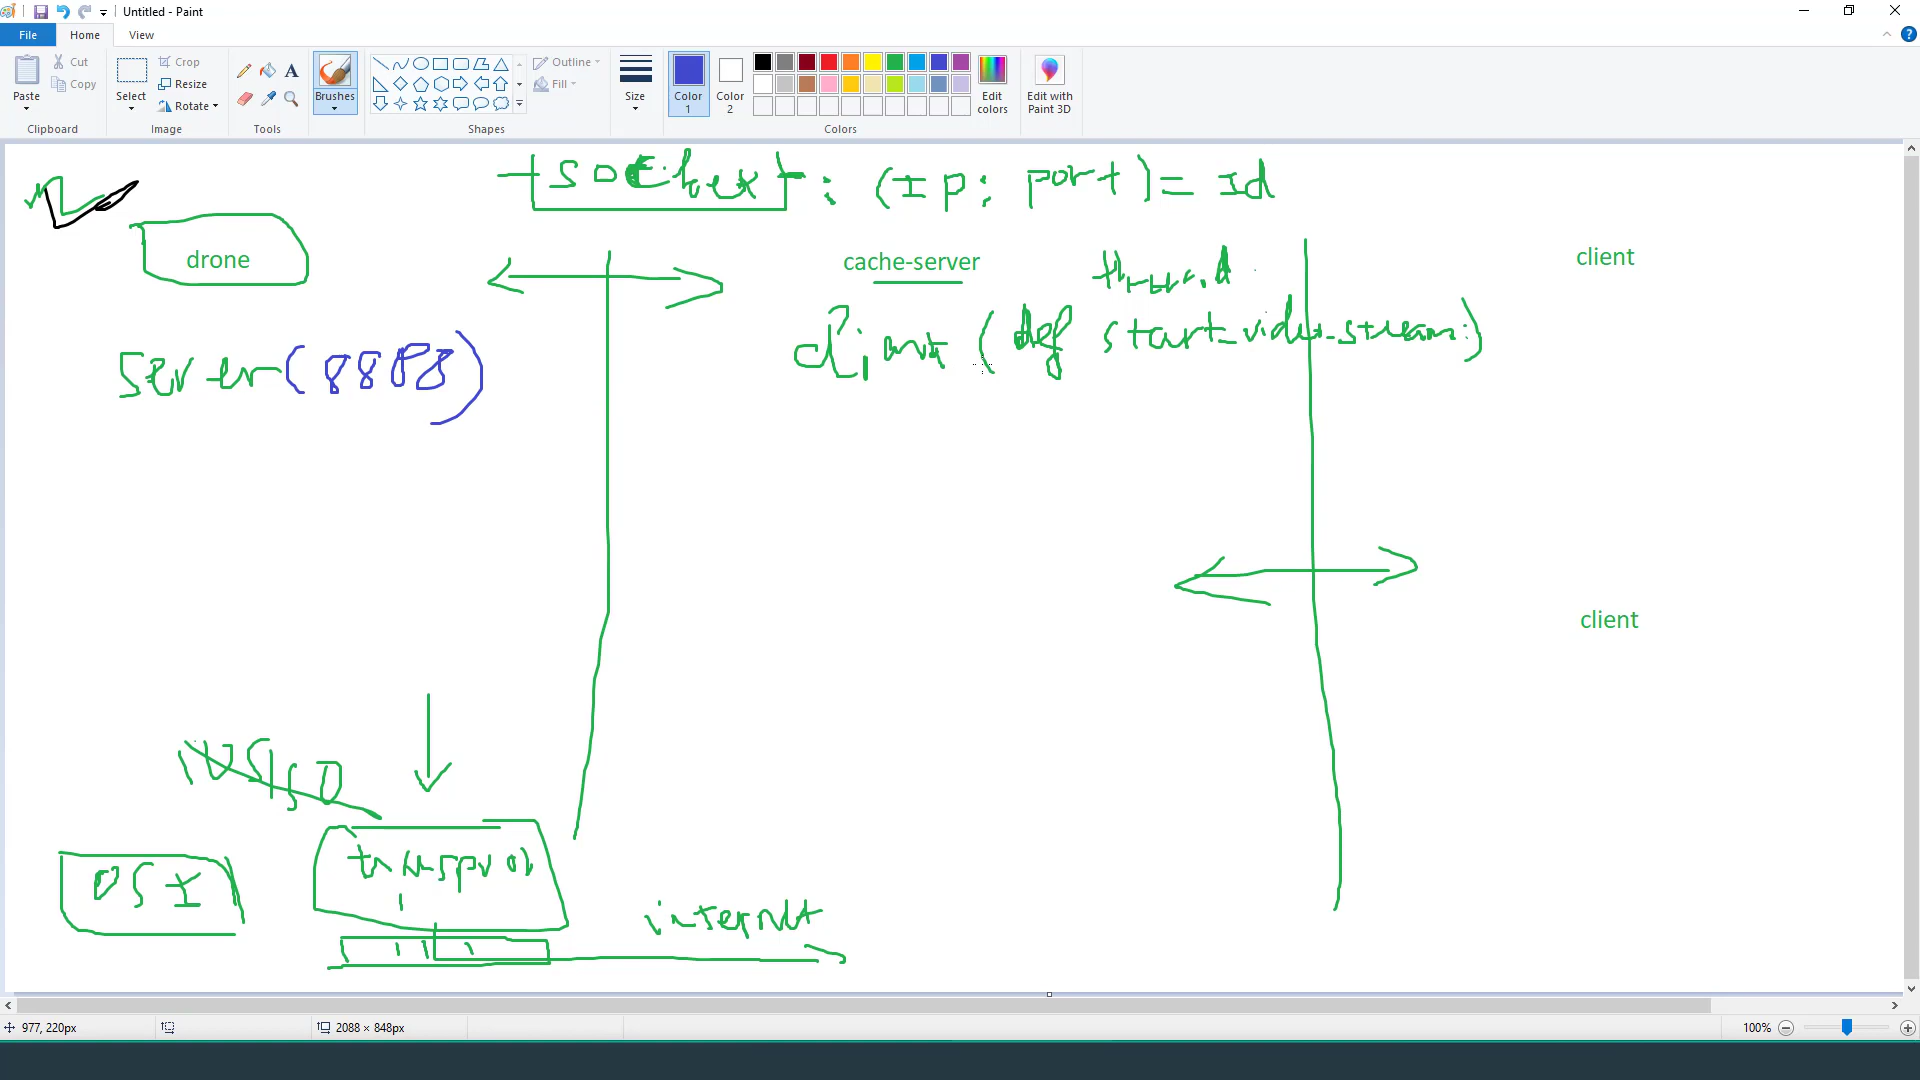 Untitled - Paint
File Home View
Paste Cut Copy Clipboard
Select Crop Resize Rotate Image
Tools
Brushes
Outline Fill Shapes
Size
Color 1 Color 2 Edit colors Colors
Edit with Paint 3D
: (IP: port) = Id
drone
cache-server
thread
client
client (def start_video_stream:)
server (8888)
client
OSI
internet
977, 220px
2088 × 848px
100%